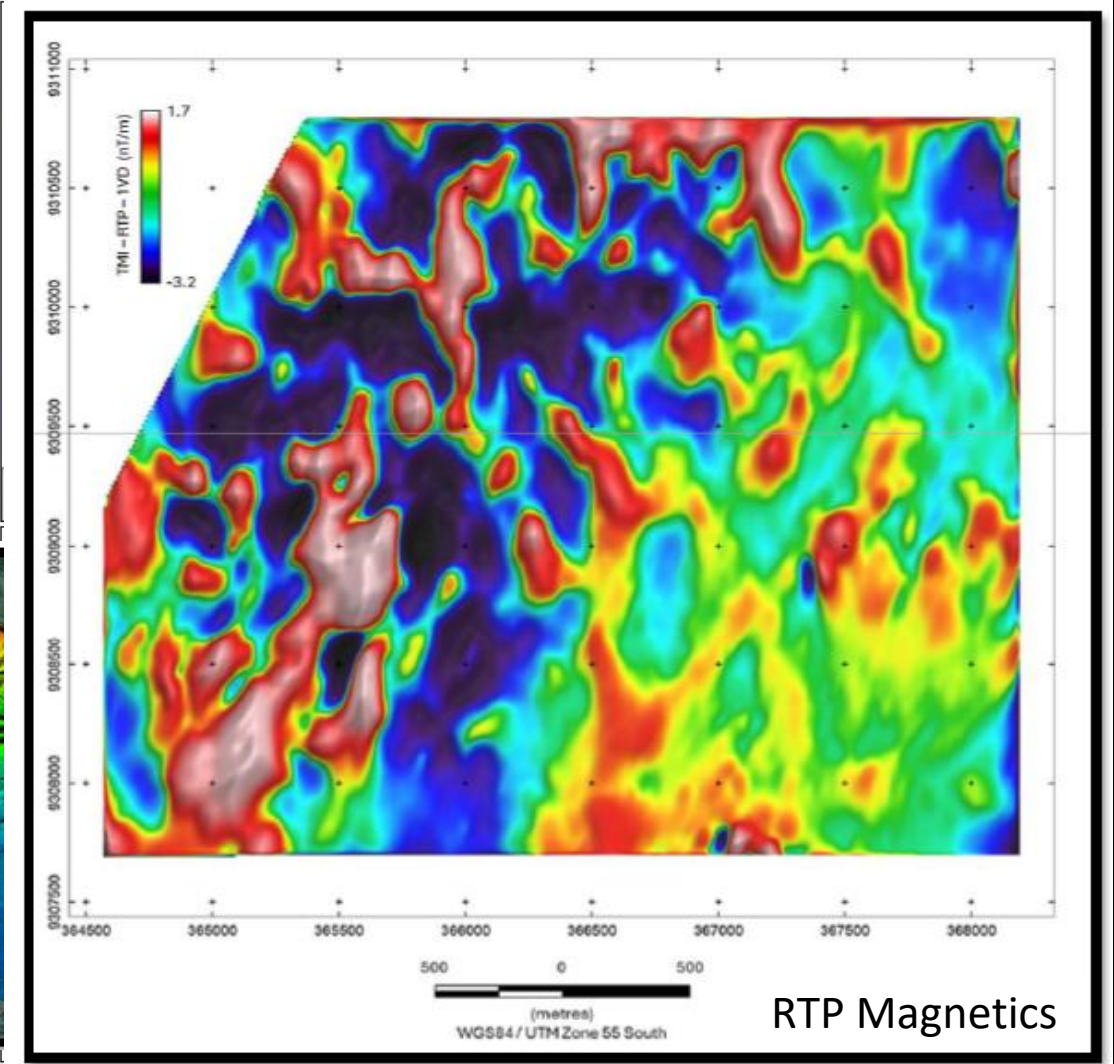 9311000
9310500
9310000
9309500
9309000
9308500
9308000
9307500
1.7
TMI - RTP - 1VD (nT/m)
-3.2
364500 365000 365500 366000 366500 367000 367500 368000
500 0 500
(metres)
WGS84 / UTM Zone 55 South
RTP Magnetics